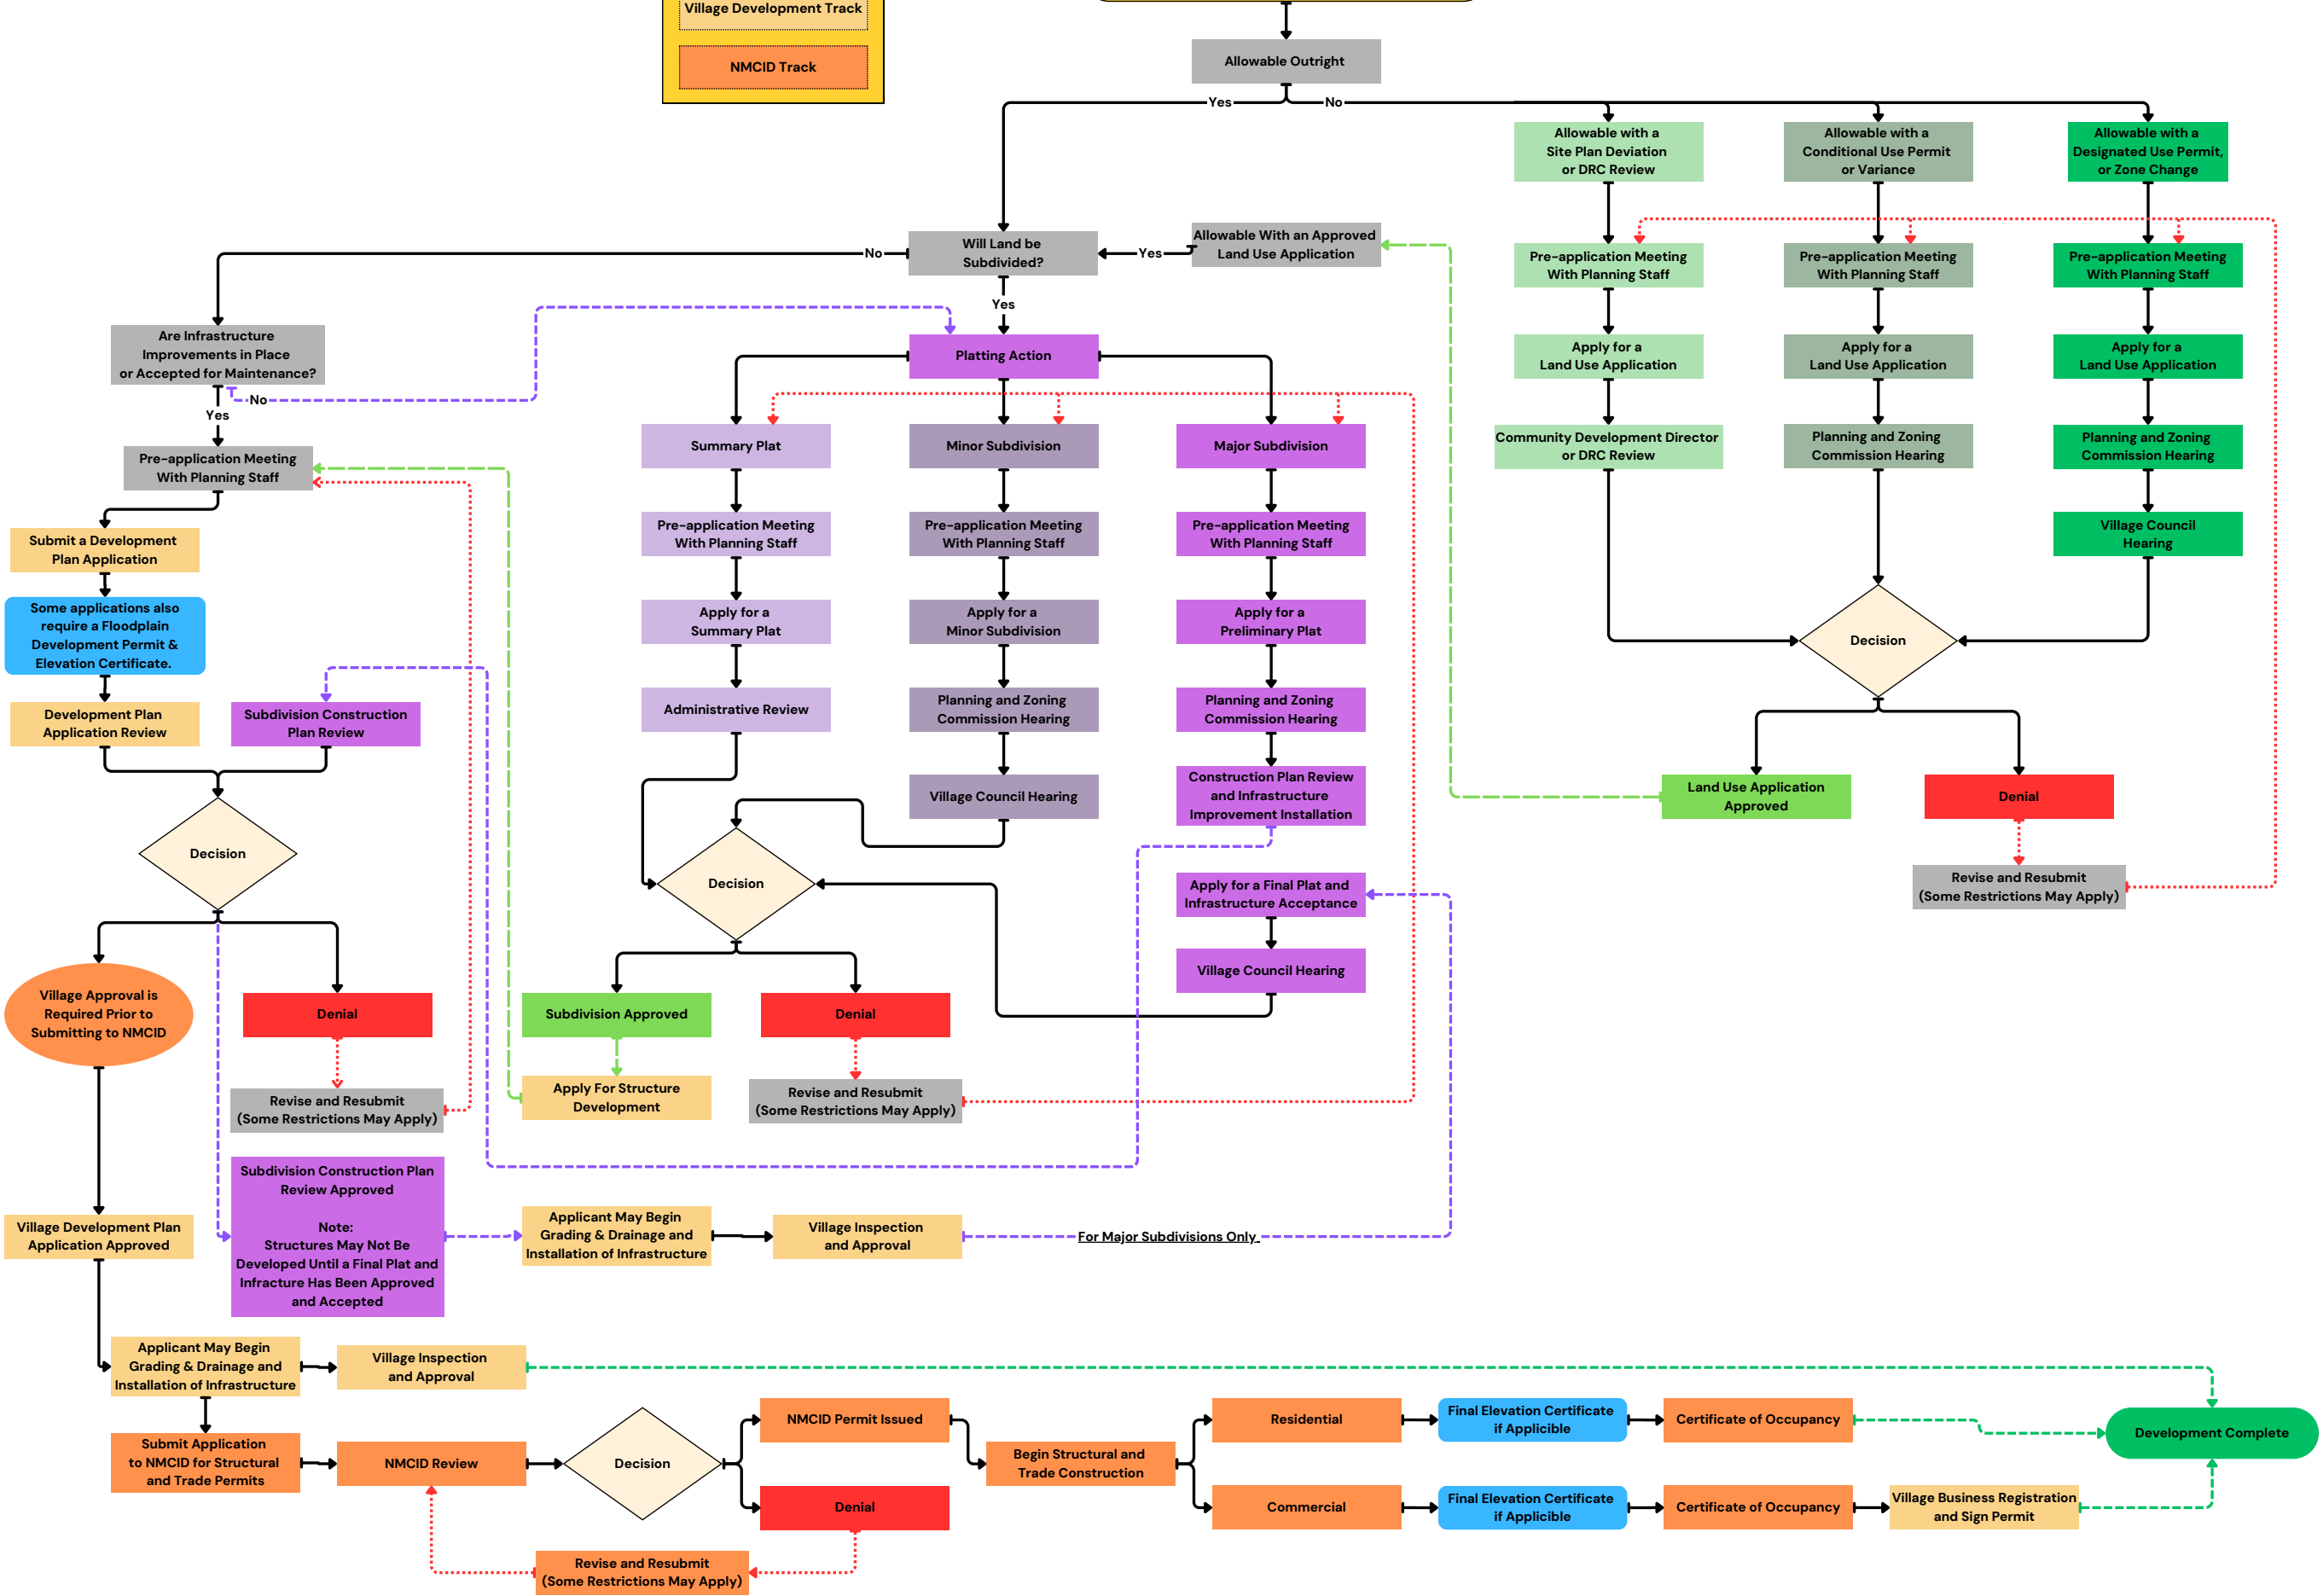 Village Development Track
NMCID Track
Allowable Outright
Yes
No
Allowable with a
Site Plan Deviation
or DRC Review
Allowable with a
Conditional Use Permit
or Variance
Allowable with a
Designated Use Permit,
or Zone Change
Will Land be
Subdivided?
No
Yes
Allowable With an Approved
Land Use Application
Yes
Pre-application Meeting
With Planning Staff
Pre-application Meeting
With Planning Staff
Pre-application Meeting
With Planning Staff
Are Infrastructure
Improvements in Place
or Accepted for Maintenance?
No
Yes
Platting Action
Apply for a
Land Use Application
Apply for a
Land Use Application
Apply for a
Land Use Application
Pre-application Meeting
With Planning Staff
Summary Plat
Minor Subdivision
Major Subdivision
Community Development Director
or DRC Review
Planning and Zoning
Commission Hearing
Planning and Zoning
Commission Hearing
Submit a Development
Plan Application
Pre-application Meeting
With Planning Staff
Pre-application Meeting
With Planning Staff
Pre-application Meeting
With Planning Staff
Village Council
Hearing
Some applications also
require a Floodplain
Development Permit &
Elevation Certificate.
Apply for a
Summary Plat
Apply for a
Minor Subdivision
Apply for a
Preliminary Plat
Decision
Development Plan
Application Review
Subdivision Construction
Plan Review
Administrative Review
Planning and Zoning
Commission Hearing
Planning and Zoning
Commission Hearing
Village Council Hearing
Construction Plan Review
and Infrastructure
Improvement Installation
Land Use Application
Approved
Denial
Decision
Decision
Apply for a Final Plat and
Infrastructure Acceptance
Revise and Resubmit
(Some Restrictions May Apply)
Village Council Hearing
Village Approval is
Required Prior to
Submitting to NMCID
Denial
Subdivision Approved
Denial
Revise and Resubmit
(Some Restrictions May Apply)
Apply For Structure
Development
Revise and Resubmit
(Some Restrictions May Apply)
Village Development Plan
Application Approved
Subdivision Construction Plan
Review Approved
Note:
Structures May Not Be
Developed Until a Final Plat and
Infracture Has Been Approved
and Accepted
Applicant May Begin
Grading & Drainage and
Installation of Infrastructure
Village Inspection
and Approval
For Major Subdivisions Only
Applicant May Begin
Grading & Drainage and
Installation of Infrastructure
Village Inspection
and Approval
Submit Application
to NMCID for Structural
and Trade Permits
NMCID Review
Decision
NMCID Permit Issued
Denial
Revise and Resubmit
(Some Restrictions May Apply)
Begin Structural and
Trade Construction
Residential
Final Elevation Certificate
if Applicible
Certificate of Occupancy
Development Complete
Commercial
Final Elevation Certificate
if Applicible
Certificate of Occupancy
Village Business Registration
and Sign Permit